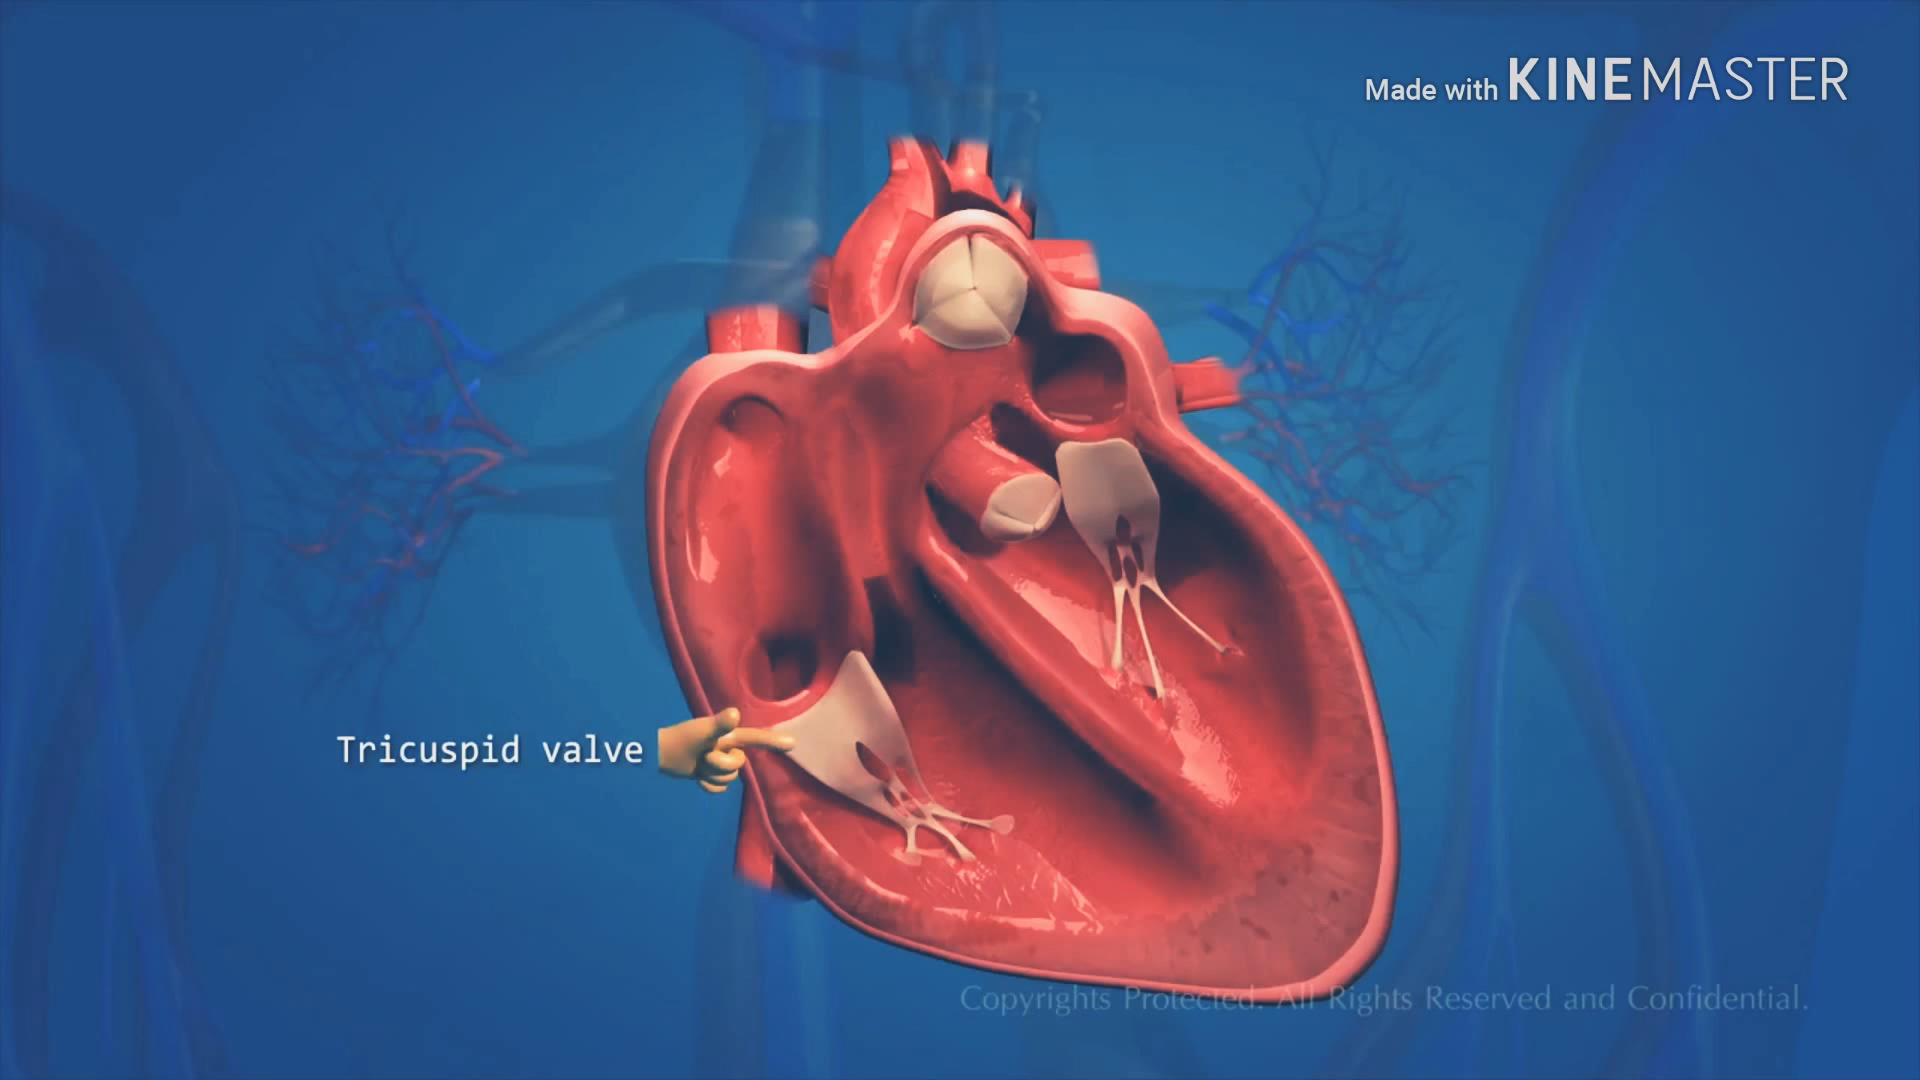 Made with KINEMASTER
Tricuspid valve
Copyrights Protected. All Rights Reserved and Confidential.